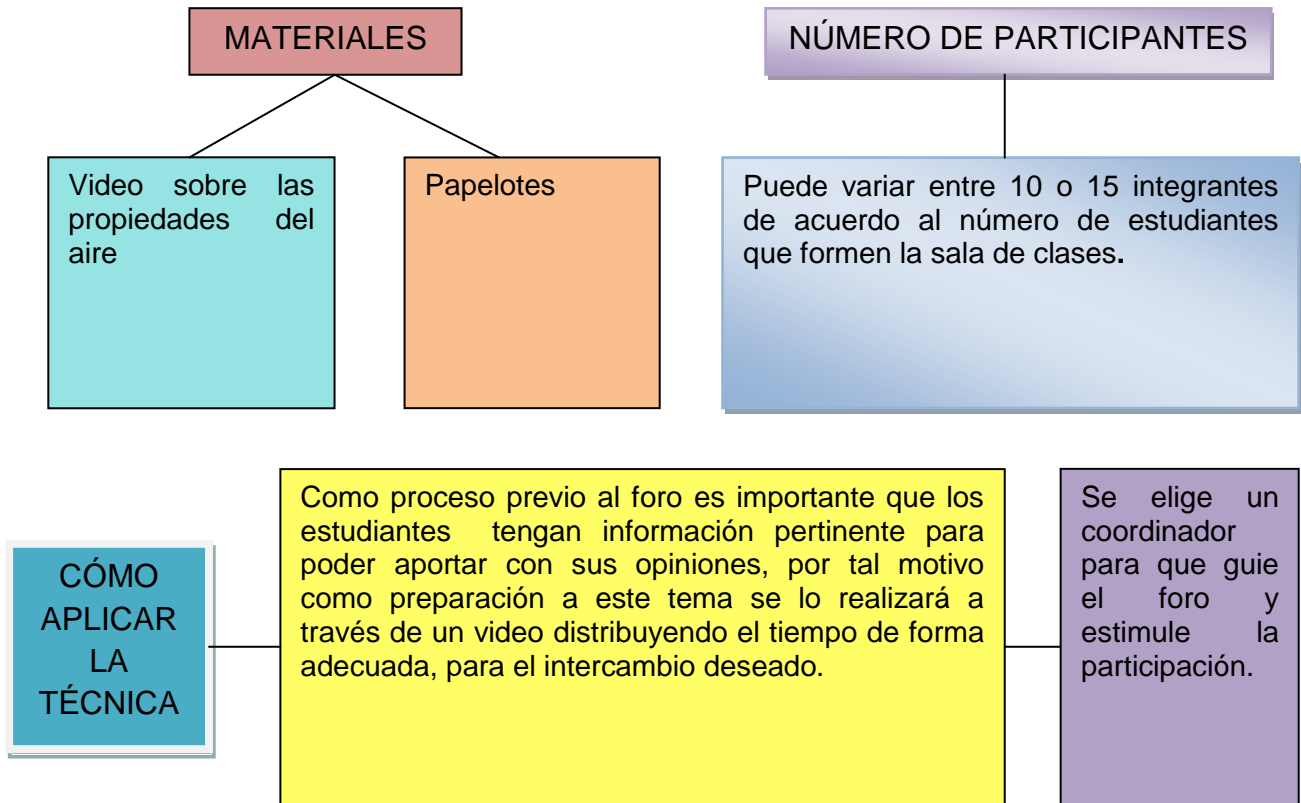 MATERIALES
NÚMERO DE PARTICIPANTES
Video sobre las
propiedades del
aire
Papelotes
Puede variar entre 10 o 15 integrantes
de acuerdo al número de estudiantes
que formen la sala de clases.
CÓMO
APLICAR
LA
TÉCNICA
Como proceso previo al foro es importante que los
estudiantes tengan información pertinente para
poder aportar con sus opiniones, por tal motivo
como preparación a este tema se lo realizará a
través de un video distribuyendo el tiempo de forma
adecuada, para el intercambio deseado.
Se elige un
coordinador
para que guie
el foro y
estimule la
participación.